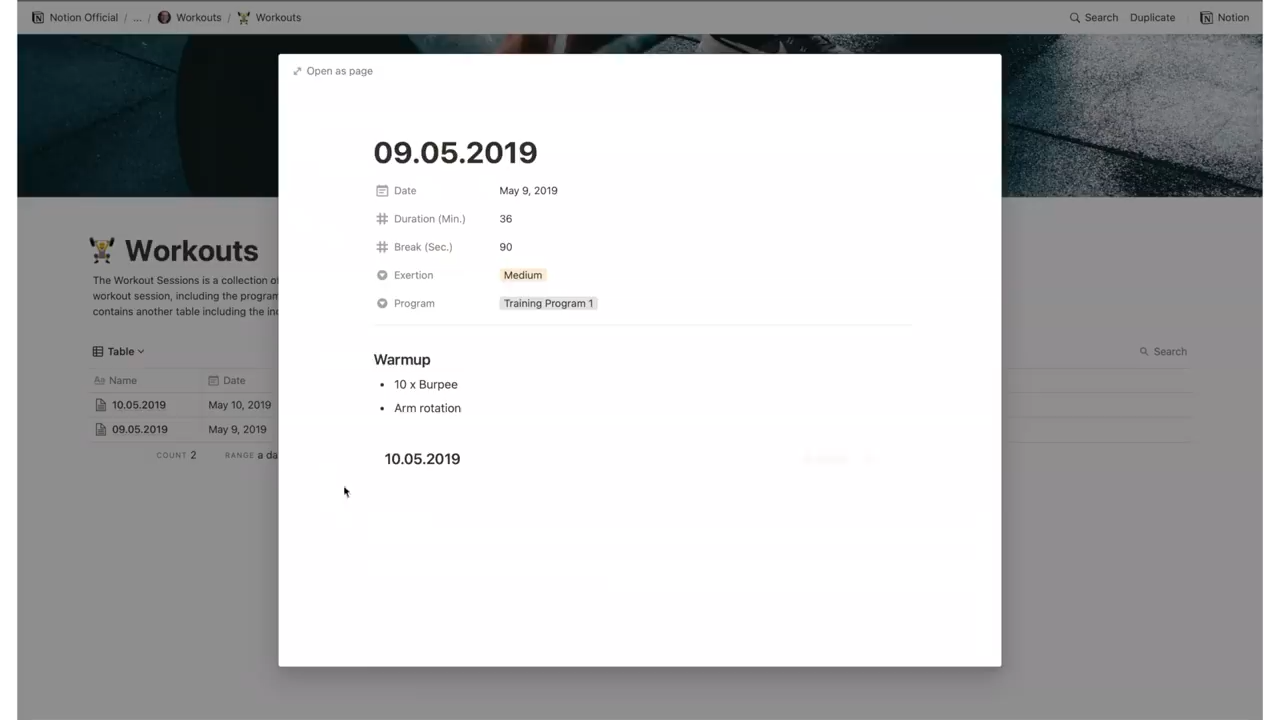 Notion Official / ... / Workouts / Workouts
Search Duplicate Notion
Open as page
09.05.2019
Date May 9, 2019
Duration (Min.) 36
Break (Sec.) 90
Exertion Medium
Program Training Program 1
Warmup
• 10 x Burpee
• Arm rotation
10.05.2019
Workouts
The Workout Sessions is a collection of
workout session, including the program
contains another table including the
Table
Search
Name Date
10.05.2019 May 10, 2019
09.05.2019 May 9, 2019
COUNT 2 RANGE a